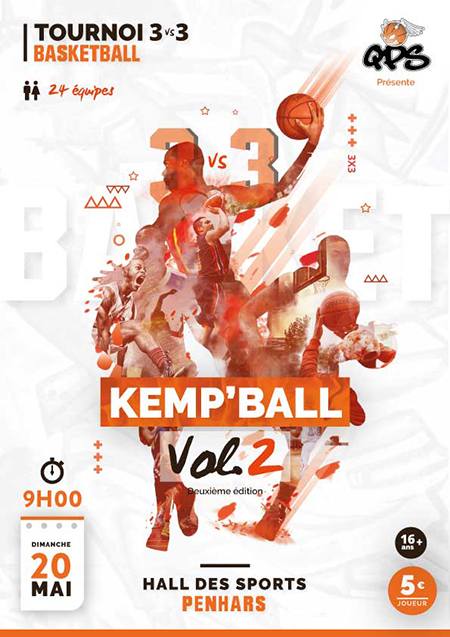 TOURNOI 3 vs 3
BASKETBALL
24 équipes
QPS
Présente
3 VS 3
3X3
BASKET
KEMP'BALL
Vol.2
Deuxième édition
9H00
DIMANCHE
20
MAI
HALL DES SPORTS
PENHARS
16+
ans
5€
JOUEUR